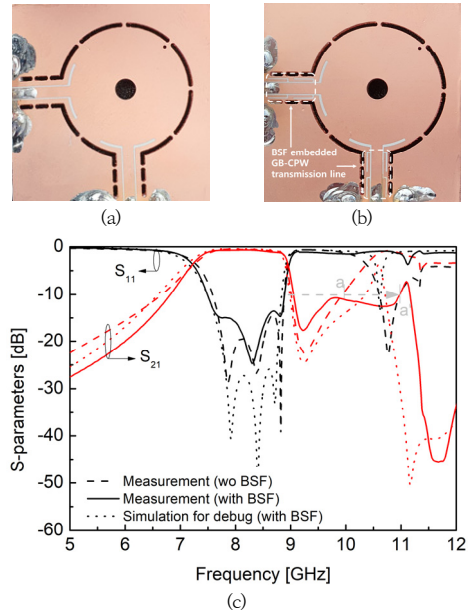 (a)
(b)
BSF embedded
GB-CPW
transmission line
S-parameters [dB]
0
-10
-20
-30
-40
-50
-60
S11
S21
a
a
Measurement (wo BSF)
Measurement (with BSF)
Simulation for debug (with BSF)
5 6 7 8 9 10 11 12
Frequency [GHz]
(c)